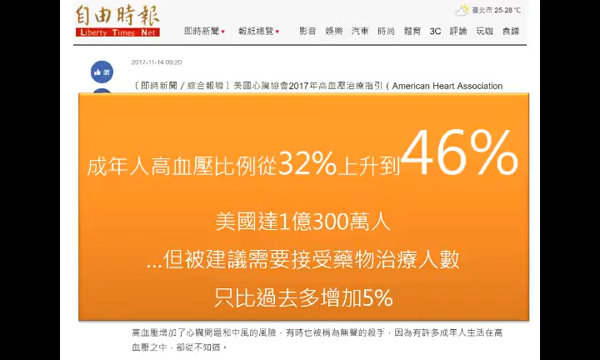 自由時報
Liberty Times Net
臺北市 25-28℃
即時新聞 報紙總覽 影音 娛樂 汽車 時尚 體育 3C 評論 玩咖 食譜
2017-11-14 09:20
讚
〔即時新聞／綜合報導〕美國心臟協會2017年高血壓治療指引（American Heart Association
成年人高血壓比例從32%上升到46%
美國達1億300萬人
...但被建議需要接受藥物治療人數
只比過去多增加5%
高血壓增加了心臟問題和中風的風險，有時也被稱為無聲的殺手，因為有許多成年人生活在高
血壓之中，卻從不知道。